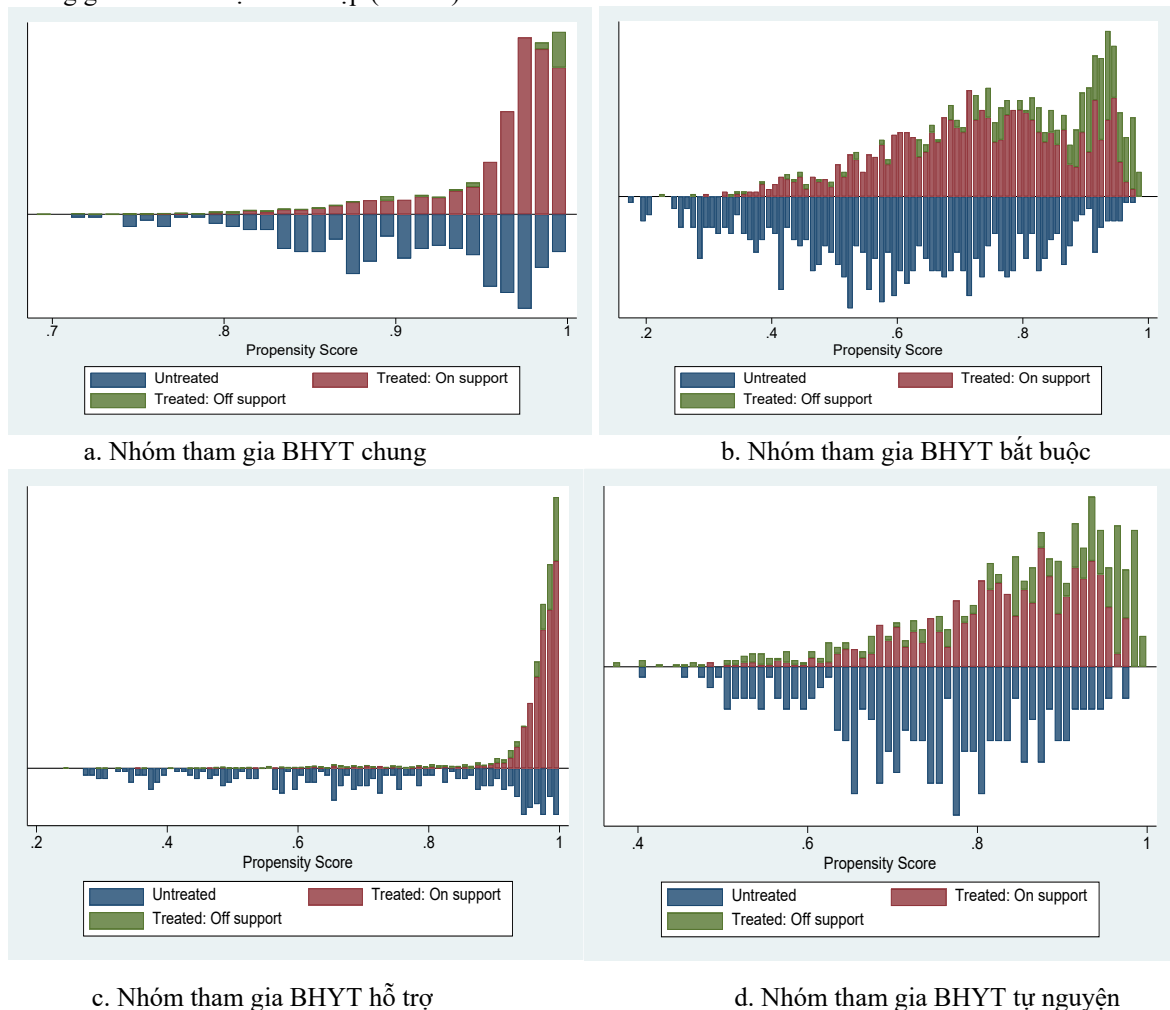 .7 .8 .9 1
Propensity Score
Untreated Treated: On support
Treated: Off support
.2 .4 .6 .8 1
Propensity Score
Untreated Treated: On support
Treated: Off support
a. Nhóm tham gia BHYT chung
b. Nhóm tham gia BHYT bắt buộc
.2 .4 .6 .8 1
Propensity Score
Untreated Treated: On support
Treated: Off support
.4 .6 .8 1
Propensity Score
Untreated Treated: On support
Treated: Off support
c. Nhóm tham gia BHYT hỗ trợ
d. Nhóm tham gia BHYT tự nguyện